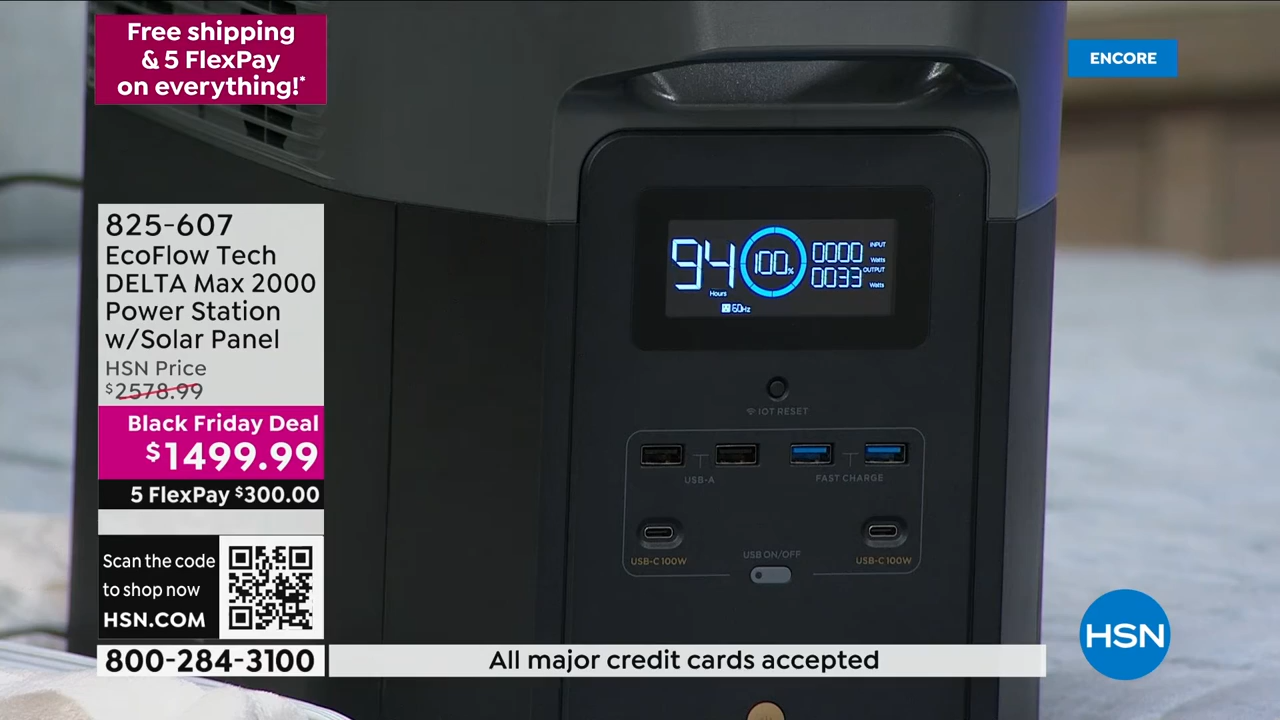 Free shipping
& 5 FlexPay
on everything!*
ENCORE
825-607
EcoFlow Tech
DELTA Max 2000
Power Station
w/Solar Panel
HSN Price
$2578.99
Black Friday Deal
$1499.99
5 FlexPay $300.00
Scan the code
to shop now
HSN.COM
800-284-3100
All major credit cards accepted
HSN
94
Hours
100%
0000
INPUT
Watts
0033
OUTPUT
Watts
60Hz
IOT RESET
USB-A
FAST CHARGE
USB-C 100W
USB ON/OFF
USB-C 100W